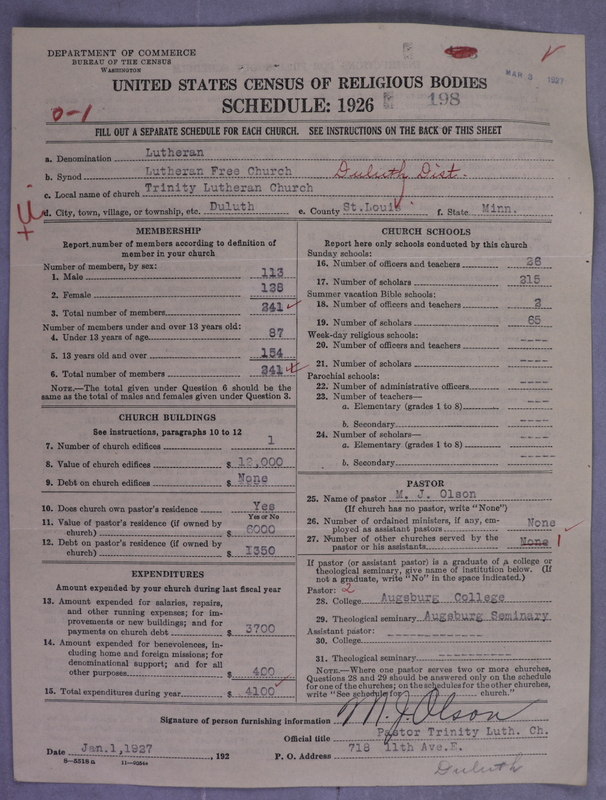 DEPARTMENT OF COMMERCE
BUREAU OF THE CENSUS
WASHINGTON
MAR 3 1927
UNITED STATES CENSUS OF RELIGIOUS BODIES
SCHEDULE: 1926
198
0-1
FILL OUT A SEPARATE SCHEDULE FOR EACH CHURCH. SEE INSTRUCTIONS ON THE BACK OF THIS SHEET
a. Denomination Lutheran
b. Synod Lutheran Free Church Duluth Dist.
c. Local name of church Trinity Lutheran Church
d. City, town, village, or township, etc. Duluth e. County St.Louis f. State Minn.
MEMBERSHIP
Report number of members according to definition of
member in your church
Number of members, by sex:
1. Male 113
2. Female 128
3. Total number of members 241
Number of members under and over 13 years old:
4. Under 13 years of age 87
5. 13 years old and over 154
6. Total number of members 241
NOTE.—The total given under Question 6 should be
same as the total of males and females given under Question 3.
CHURCH BUILDINGS
See instructions, paragraphs 10 to 12
7. Number of church edifices 1
8. Value of church edifices $ 12,000
9. Debt on church edifices $ None
10. Does church own pastor's residence Yes
Yes or No
11. Value of pastor's residence (if owned by
church) $ 6000
12. Debt on pastor's residence (if owned by
church) $ 1350
EXPENDITURES
Amount expended by your church during last fiscal year
13. Amount expended for salaries, repairs,
and other running expenses; for im-
provements or new buildings; and for
payments on church debt $ 3700
14. Amount expended for benevolences, in-
cluding home and foreign missions; for
denominational support; and for all
other purposes $ 400
15. Total expenditures during year $ 4100
CHURCH SCHOOLS
Report here only schools conducted by this church
Sunday schools:
16. Number of officers and teachers 26
17. Number of scholars 215
Summer vacation Bible schools:
18. Number of officers and teachers 2
19. Number of scholars 65
Week-day religious schools:
20. Number of officers and teachers ----
21. Number of scholars ----
Parochial schools:
22. Number of administrative officers ----
23. Number of teachers—
a. Elementary (grades 1 to 8) ----
b. Secondary ----
24. Number of scholars—
a. Elementary (grades 1 to 8) ----
b. Secondary ----
PASTOR
25. Name of pastor M. J. Olson
(If church has no pastor, write "None")
26. Number of ordained ministers, if any, em-
ployed as assistant pastors None
27. Number of other churches served by the
pastor or his assistants None 1
If pastor (or assistant pastor) is a graduate of a college or
theological seminary, give name of institution below. (If
not a graduate, write "No" in the space indicated.)
Pastor: 2
28. College Augsburg College
29. Theological seminary Augsburg Seminary
Assistant pastor:
30. College
31. Theological seminary
NOTE.—Where one pastor serves two or more churches,
Questions 28 and 29 should be answered only on the schedule
for one of the churches; on the schedules for the other churches,
write "See schedule for church."
Signature of person furnishing information M. J. Olson
Official title Pastor Trinity Luth. Ch.
Date Jan.1,1927, 192 P. O. Address 718 11th Ave.E.
Duluth
8-5318a 11-6054a